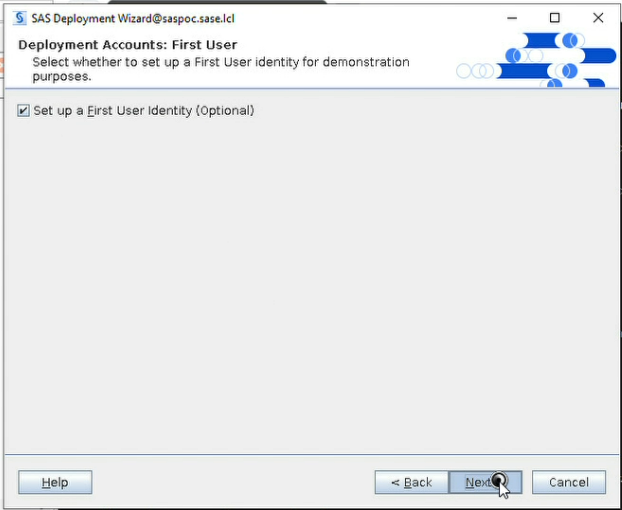 SAS Deployment Wizard@saspoc.sase.lcl
Deployment Accounts: First User
Select whether to set up a First User identity for demonstration
purposes.
Set up a First User Identity (Optional)
Help
< Back
Next
Cancel